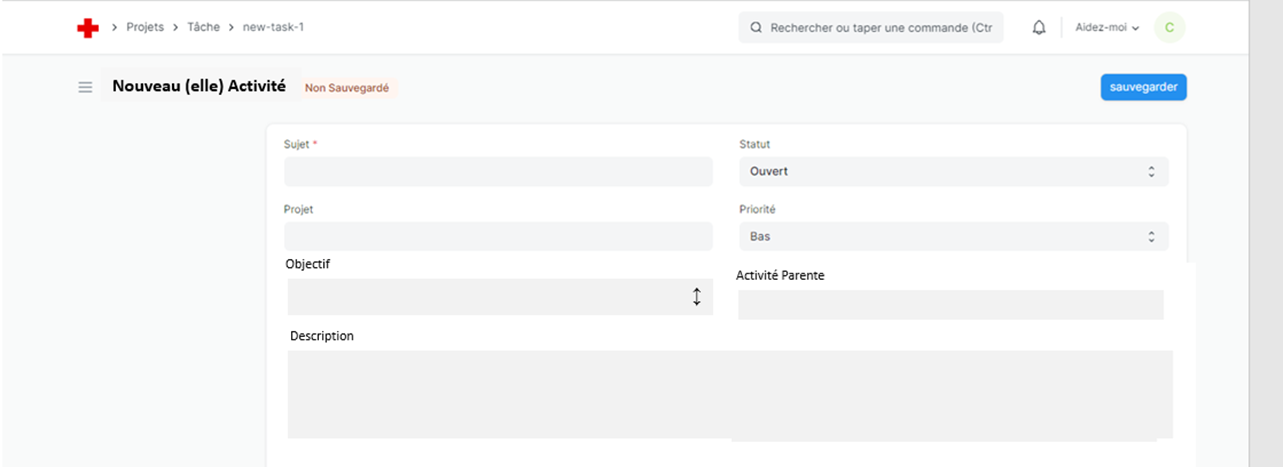 Projets > Tâche > new-task-1
Rechercher ou taper une commande (Ctr
Aidez-moi
C
Nouveau (elle) Activité
Non Sauvegardé
sauvegarder
Sujet *
Statut
Ouvert
Projet
Priorité
Bas
Objectif
Activité Parente
Description